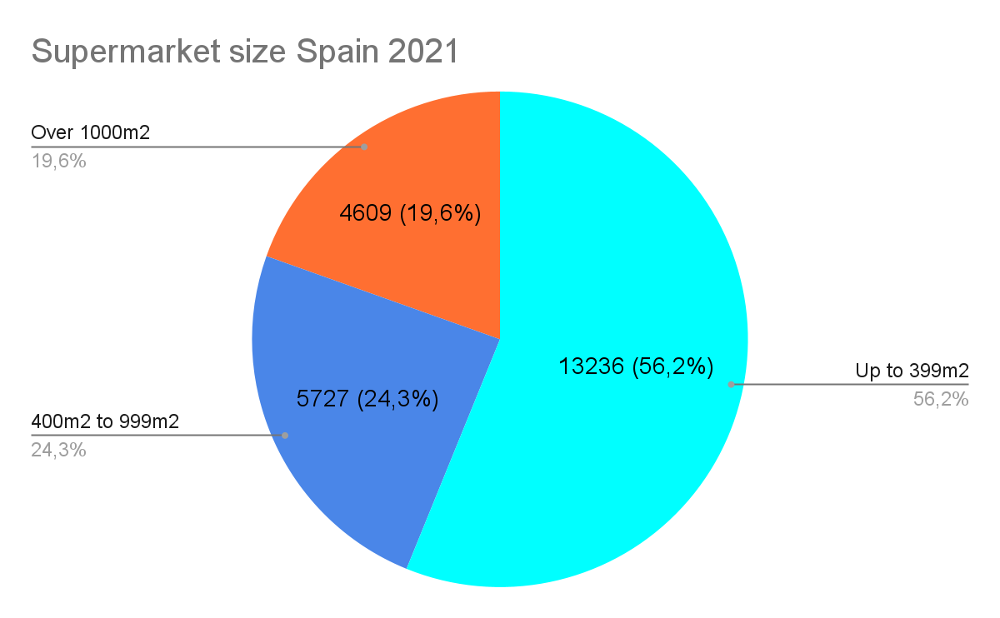 Supermarket size Spain 2021
Over 1000m2
19,6%
4609 (19,6%)
13236 (56,2%)
Up to 399m2
56,2%
5727 (24,3%)
400m2 to 999m2
24,3%